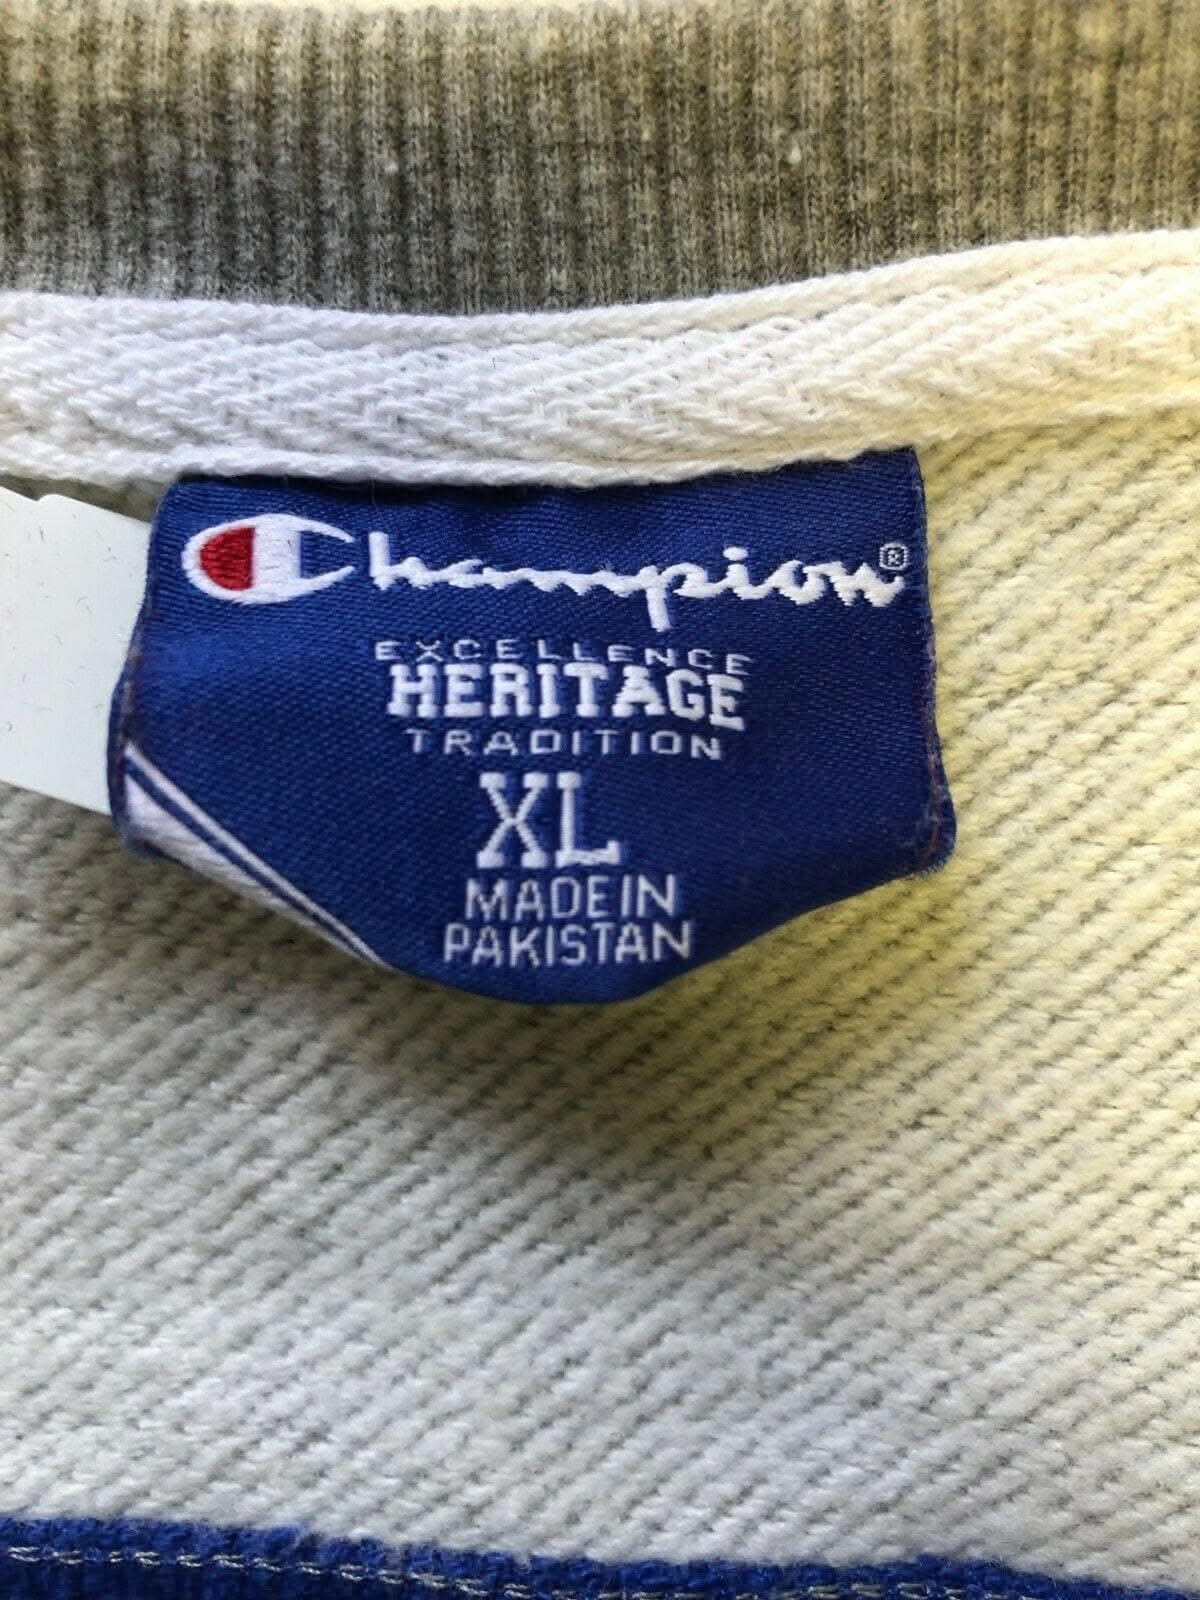 Champion®
EXCELLENCE
HERITAGE
TRADITION
XL
MADE IN
PAKISTAN